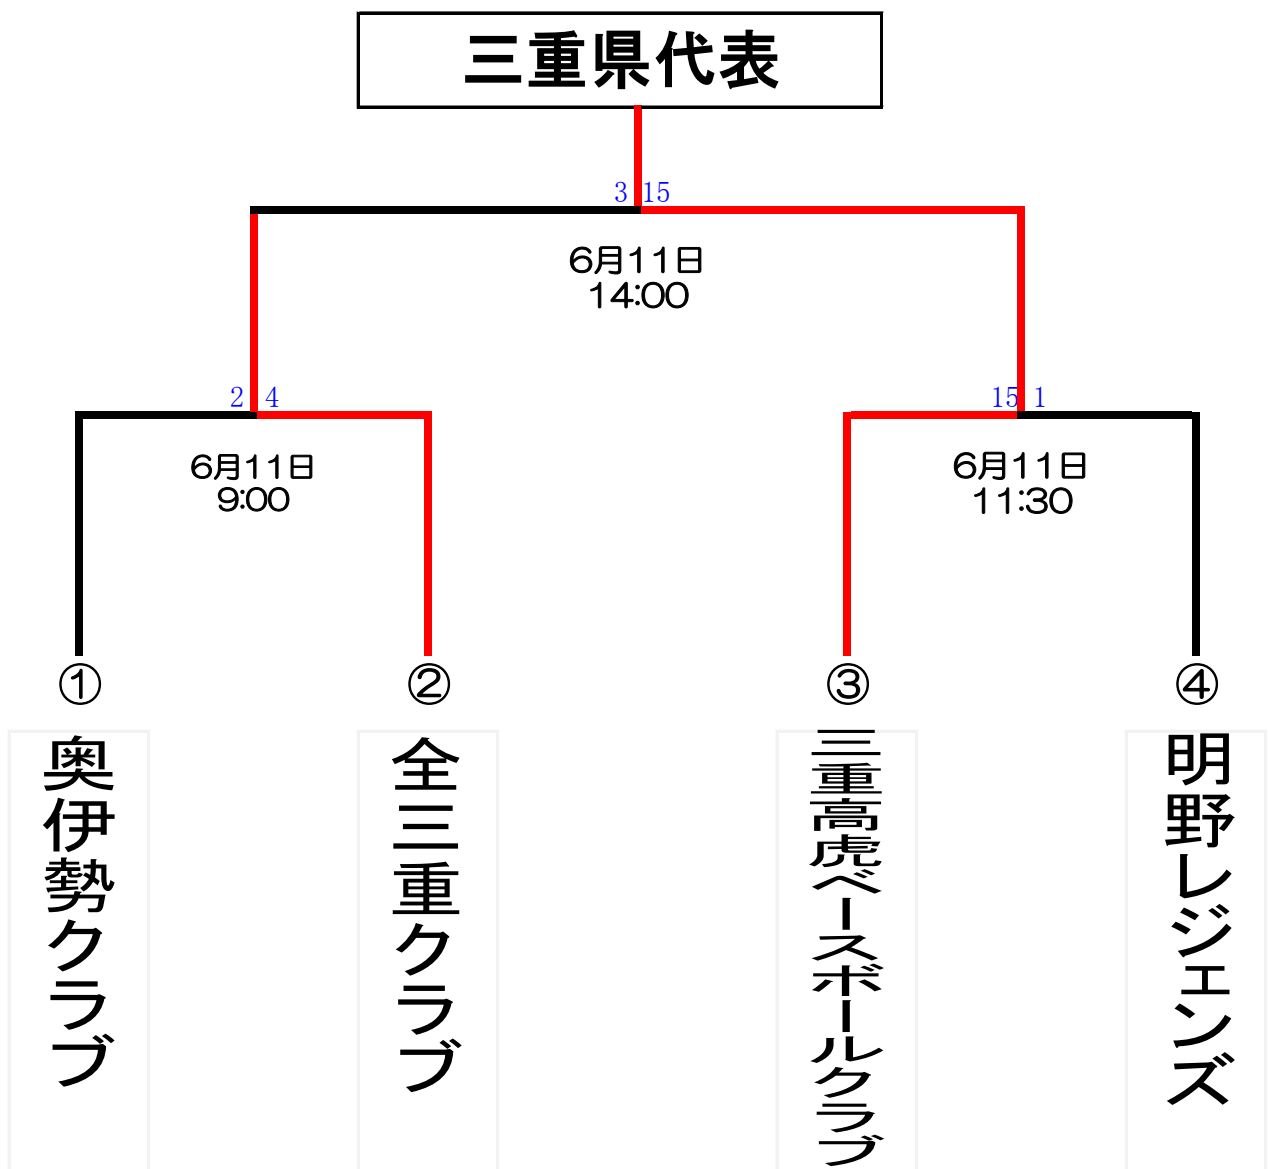 三重県代表
3 15
6月11日
14:00
2 4
15 1
6月11日
9:00
6月11日
11:30
①
②
③
④
奥伊勢クラブ
全三重クラブ
三重高虎ベースボールクラブ
明野レジェンズ